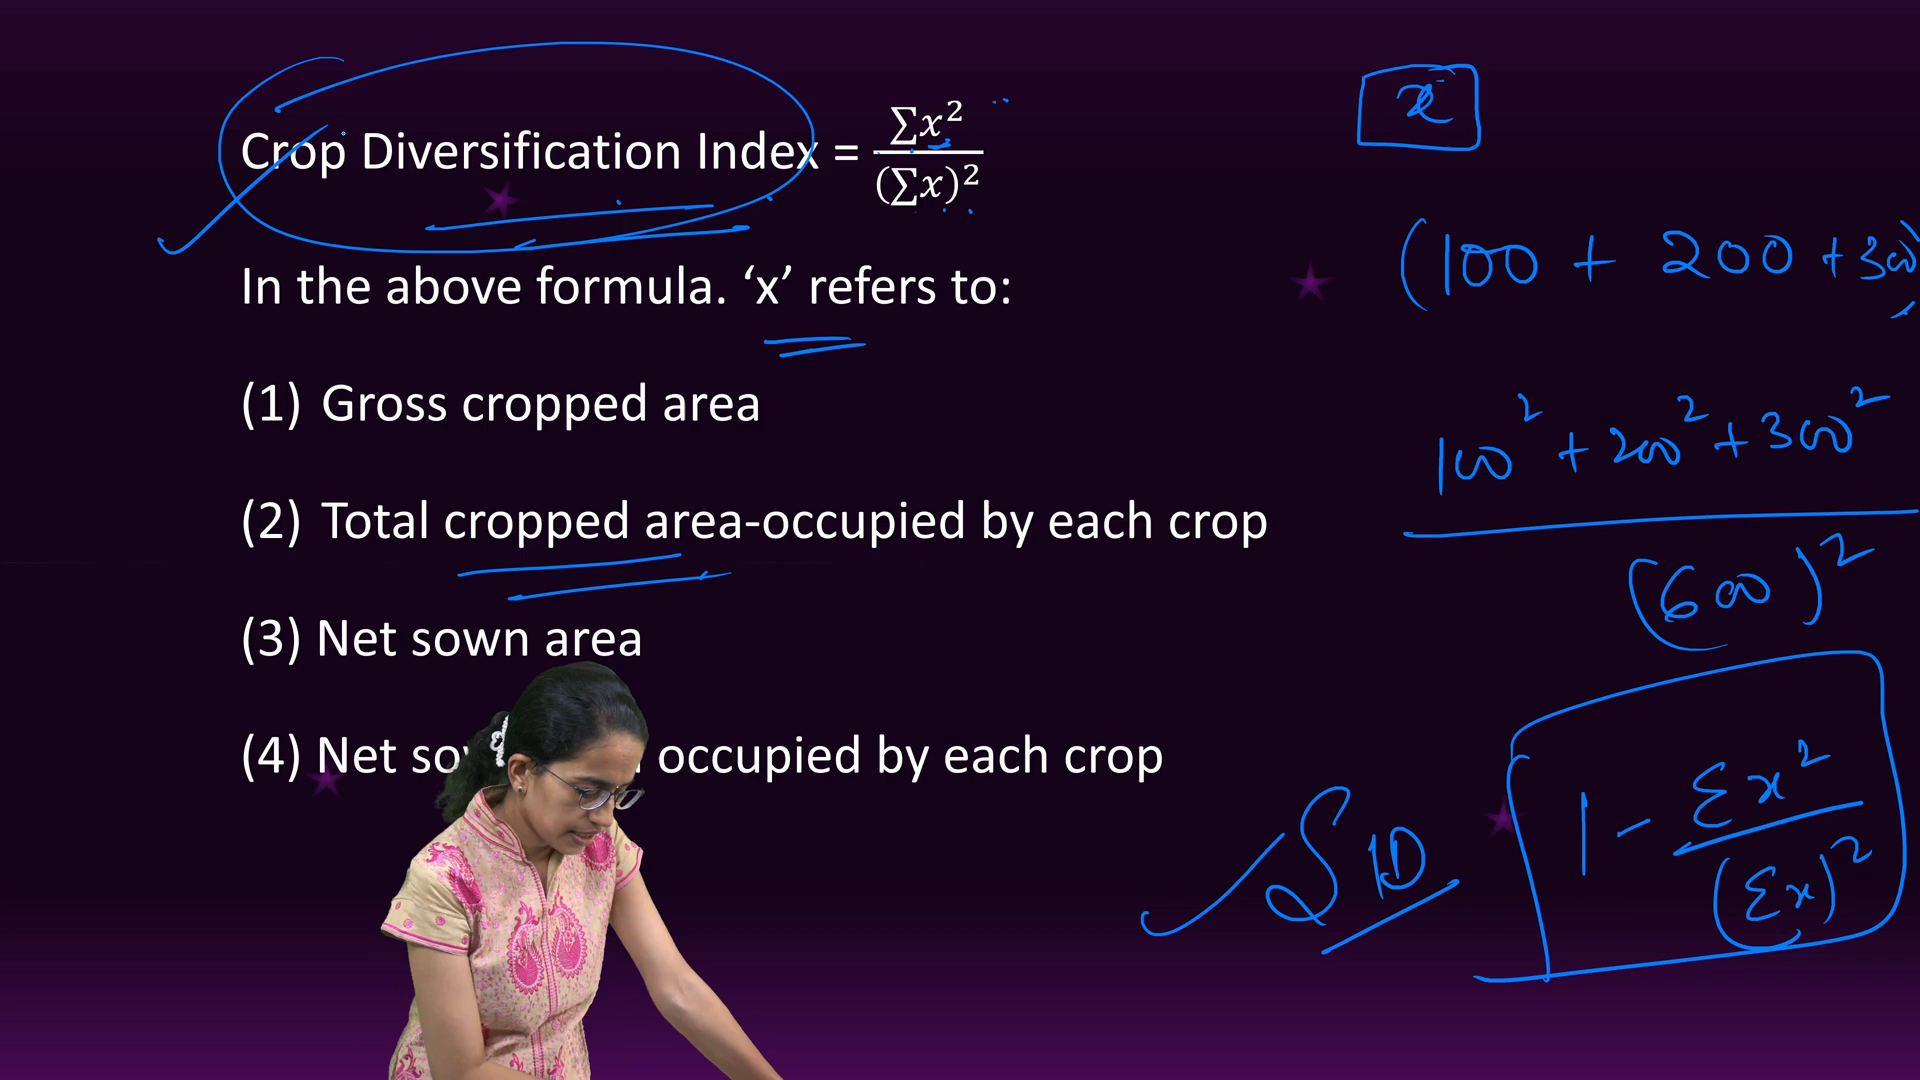 Crop Diversification Index = ∑x² / (∑x)²
In the above formula. ‘x’ refers to:
(1) Gross cropped area
(2) Total cropped area-occupied by each crop
(3) Net sown area
(4) Net so occupied by each crop
x
(100 + 200 + 300)
100² + 200² + 300²
(600)²
SID 1 - Σx² / (Σx)²